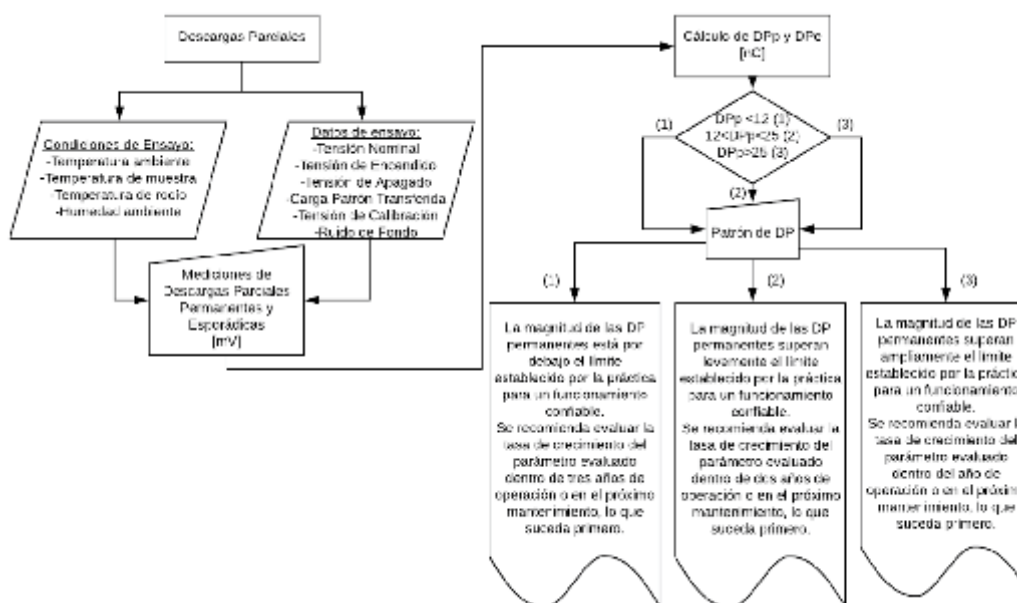 Descargas Parciales
Condiciones de Ensayo:
-Temperatura ambiente
-Temperatura de muestra
-Temperatura de rocio
-Humedad ambiente
Datos de ensayo:
-Tensión Nominal
-Tensión de Encendico
-Tensión de Apagado
-Carga Patrón Transferida
-Tensión de Calibración
-Ruido de Fondo
Mediciones de
Descargas Parciales
Permanentes y
Esporádicas
[mV]
Cálculo de DPp y DPe
[nC]
DPp <12 (1)
12<DPp<25 (2)
DPp>25 (3)
(1)
(3)
(2)
Patrón de DP
(1)
(2)
(3)
La magnitud de las DP
permanentes está por
debajo el límite
establecido por la práctica
para un funcionamiento
confiable.
Se recomienda evaluar la
tasa de crecimiento del
parámetro evaluado
dentro de tres años de
operación o en el próximo
mantenimiento, lo que
suceda primero.
La magnitud de las DP
permanentes superan
levemente el límite
establecido por la práctica
para un funcionamiento
confiable.
Se recomienda evaluar la
tasa de crecimiento del
parámetro evaluado
dentro de dos años de
operación o en el próximo
mantenimiento, lo que
suceda primero.
La magnitud de las DP
permanentes superan
ampliamente el límite
establecido por la práctica
para un funcionamiento
confiable.
Se recomienda evaluar la
tasa de crecimiento del
parámetro evaluado
dentro del año de
operación o en el próximo
mantenimiento, lo que
suceda primero.